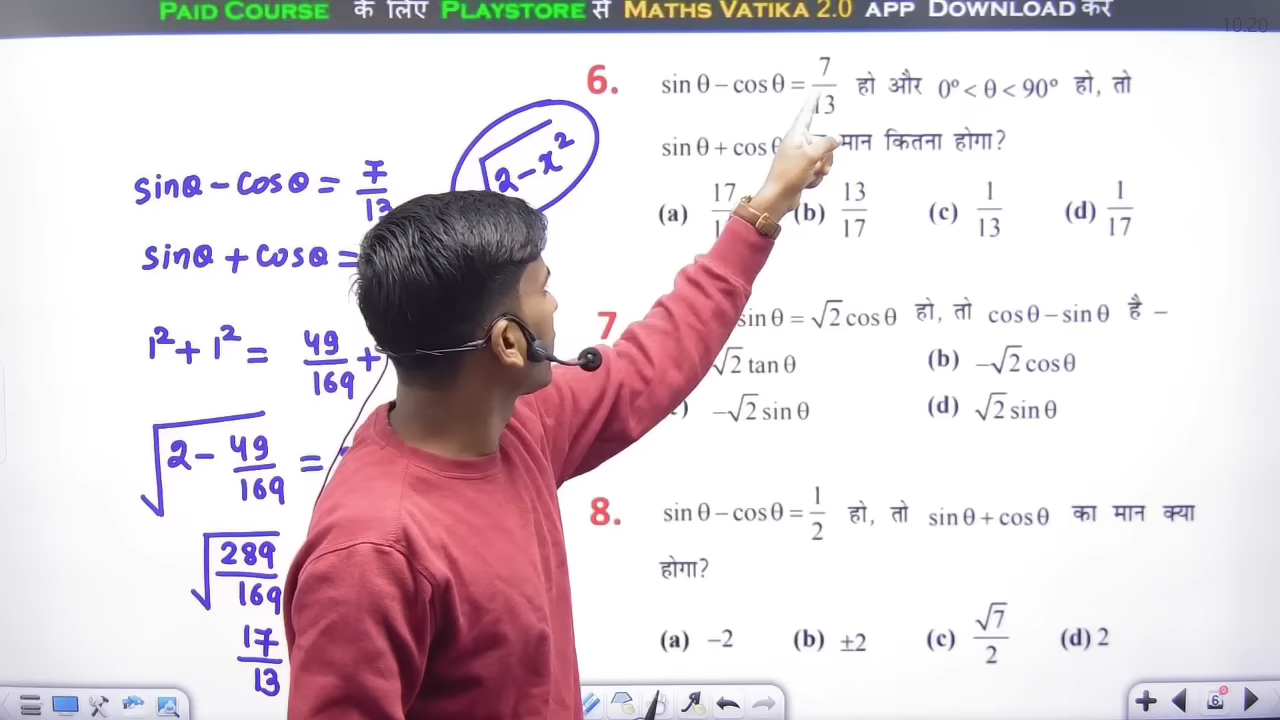 PAID COURSE के लिए PLAYSTORE से MATHS VATIKA 2.0 APP DOWNLOAD करें
10:20
6. sin θ − cos θ = 7/13 हो और 0° < θ < 90° हो, तो
sin θ + cos θ मान कितना होगा?
(a) 17 (b) 13/17 (c) 1/13 (d) 1/17
7 sin θ = √2 cos θ हो, तो cos θ − sin θ है −
√2 tan θ (b) −√2 cos θ
−√2 sin θ (d) √2 sin θ
8. sin θ − cos θ = 1/2 हो, तो sin θ + cos θ का मान क्या
होगा?
(a) −2 (b) ±2 (c) √7/2 (d) 2
√2 − x²
sinθ − cosθ = 7/13
sinθ + cosθ =
1² + 1² = 49/169 +
√2 − 49/169 =
√289/169
17/13
6